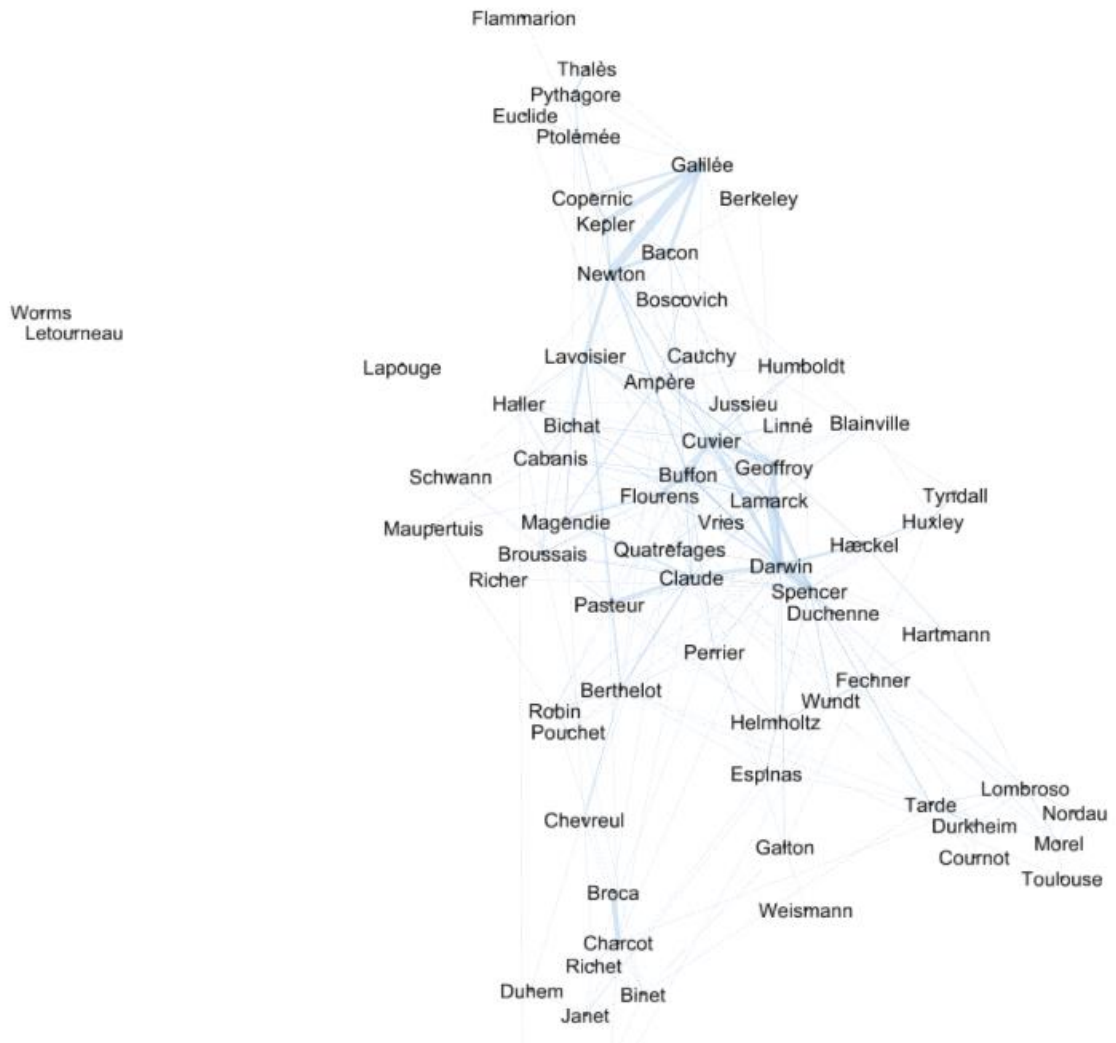 Flammarion
Thalès
Pythagore
Euclide
Ptolémée
Galilée
Copernic
Berkeley
Kepler
Bacon
Newton
Boscovich
Worms
Letourneau
Lavoisier
Cauchy
Lapouge
Humboldt
Ampère
Haller
Jussieu
Bichat
Linné
Blainville
Cuvier
Cabanis
Geoffroy
Schwann
Buffon
Flourens
Lamarck
Tyndall
Maupertuis
Magendie
Vries
Huxley
Broussais
Quatrefages
Hæckel
Darwin
Richer
Claude
Spencer
Pasteur
Duchenne
Hartmann
Perrier
Fechner
Berthelot
Wundt
Robin
Helmholtz
Pouchet
Espinas
Lombroso
Tarde
Nordau
Chevreul
Durkheim
Galton
Morel
Cournot
Toulouse
Broca
Weismann
Charcot
Richet
Duhem
Binet
Janet